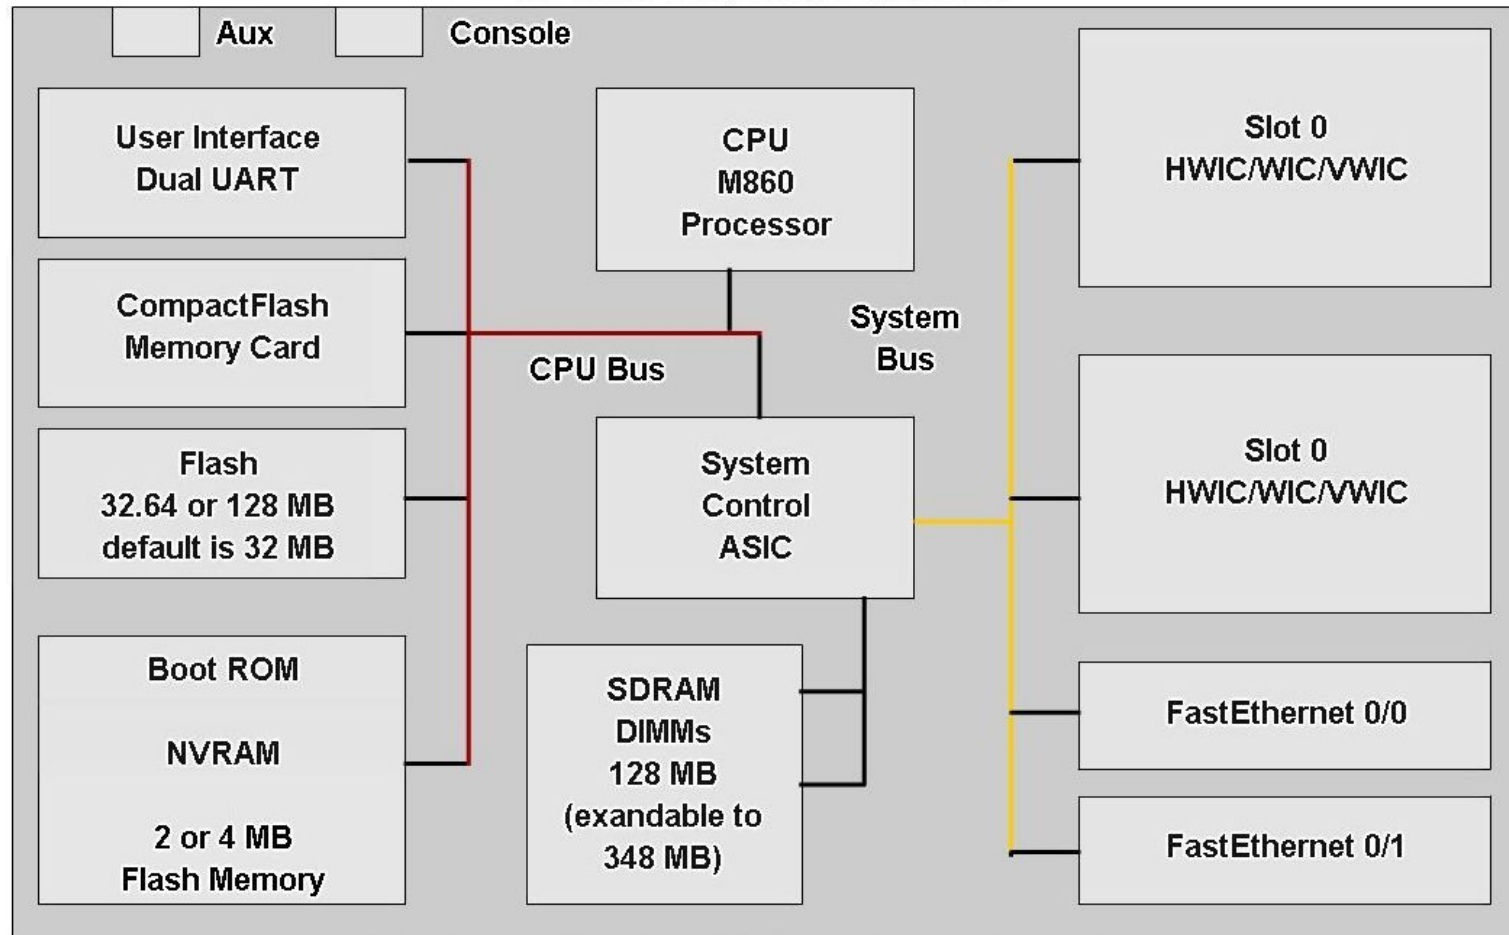 Aux
Console
User Interface
Dual UART
CompactFlash
Memory Card
Flash
32.64 or 128 MB
default is 32 MB
Boot ROM
NVRAM
2 or 4 MB
Flash Memory
CPU
M860
Processor
CPU Bus
System
Bus
System
Control
ASIC
SDRAM
DIMMs
128 MB
(exandable to
348 MB)
Slot 0
HWIC/WIC/VWIC
Slot 0
HWIC/WIC/VWIC
FastEthernet 0/0
FastEthernet 0/1